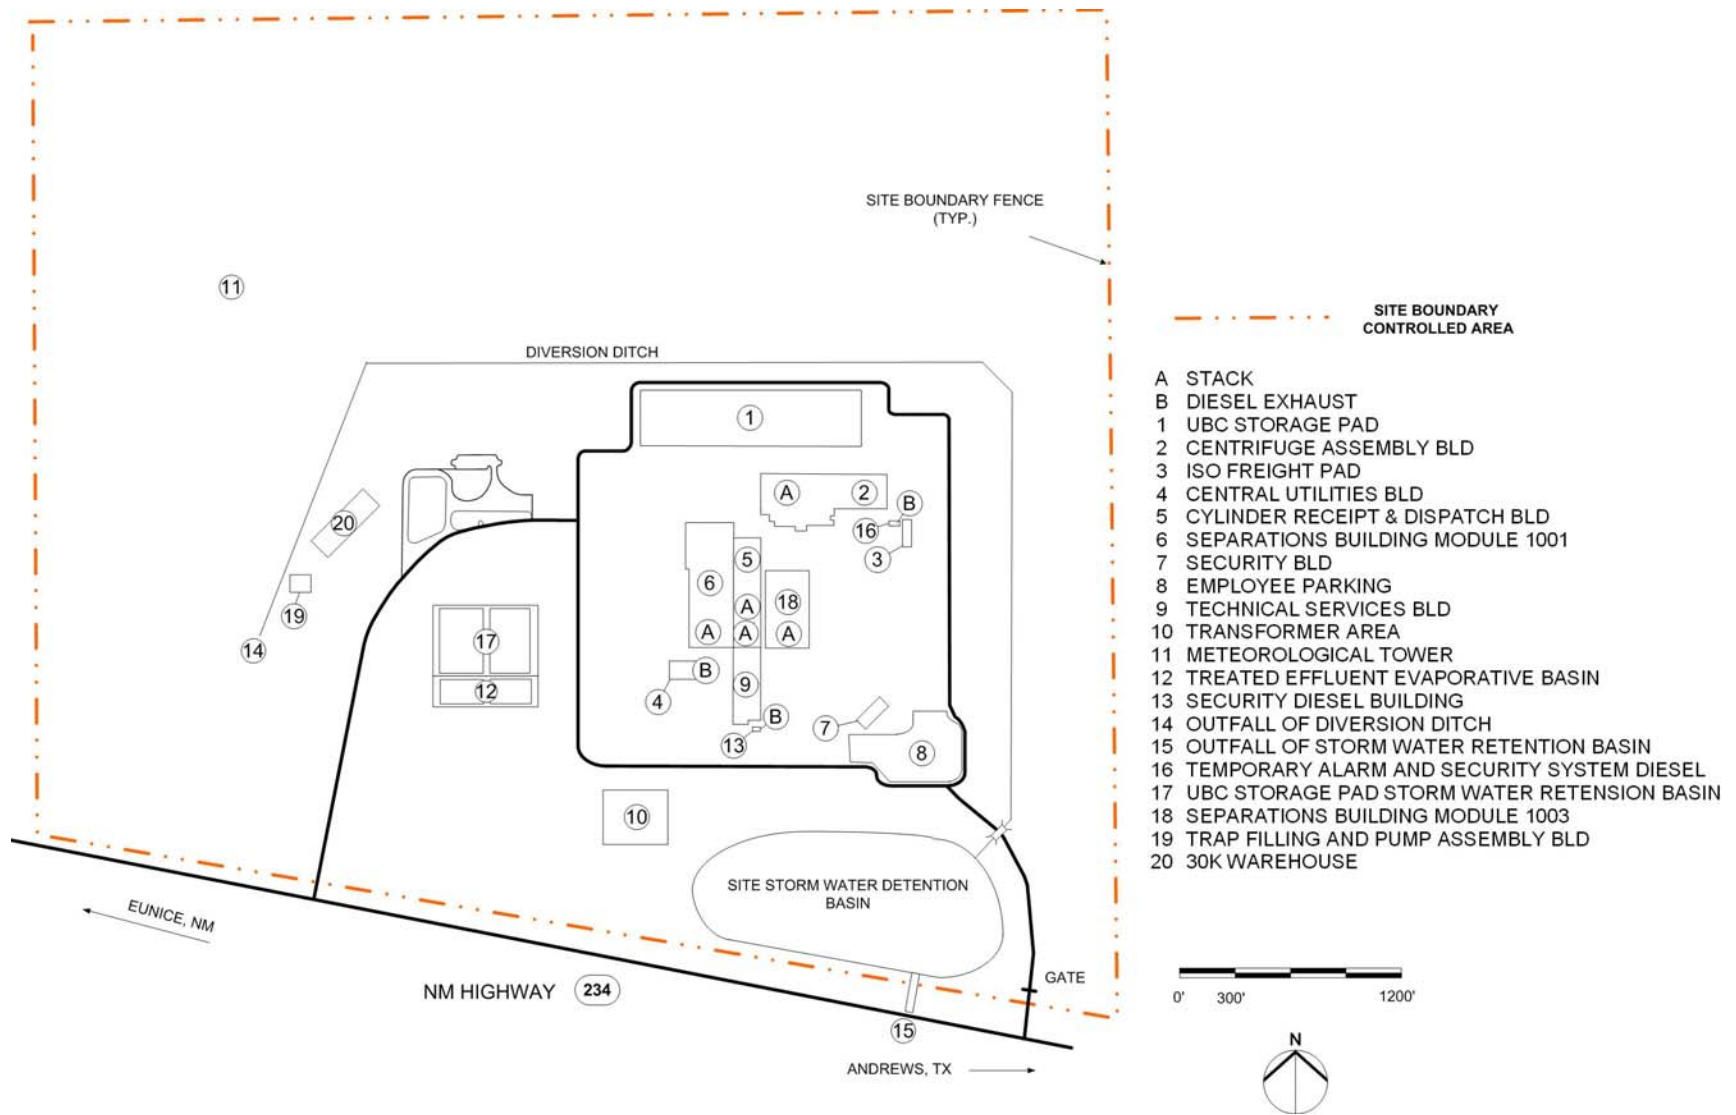 SITE BOUNDARY FENCE
(TYP.)
11
SITE BOUNDARY
CONTROLLED AREA
DIVERSION DITCH
A STACK
B DIESEL EXHAUST
1 UBC STORAGE PAD
2 CENTRIFUGE ASSEMBLY BLD
3 ISO FREIGHT PAD
4 CENTRAL UTILITIES BLD
5 CYLINDER RECEIPT & DISPATCH BLD
6 SEPARATIONS BUILDING MODULE 1001
7 SECURITY BLD
8 EMPLOYEE PARKING
9 TECHNICAL SERVICES BLD
10 TRANSFORMER AREA
11 METEOROLOGICAL TOWER
12 TREATED EFFLUENT EVAPORATIVE BASIN
13 SECURITY DIESEL BUILDING
14 OUTFALL OF DIVERSION DITCH
15 OUTFALL OF STORM WATER RETENTION BASIN
16 TEMPORARY ALARM AND SECURITY SYSTEM DIESEL
17 UBC STORAGE PAD STORM WATER RETENSION BASIN
18 SEPARATIONS BUILDING MODULE 1003
19 TRAP FILLING AND PUMP ASSEMBLY BLD
20 30K WAREHOUSE
1
A
2
B
20
16
3
5
6
18
19
A
A
A
A
17
14
B
9
12
4
B
13
7
8
10
SITE STORM WATER DETENTION
BASIN
EUNICE, NM
NM HIGHWAY 234
GATE
15
ANDREWS, TX
0' 300' 1200'
N